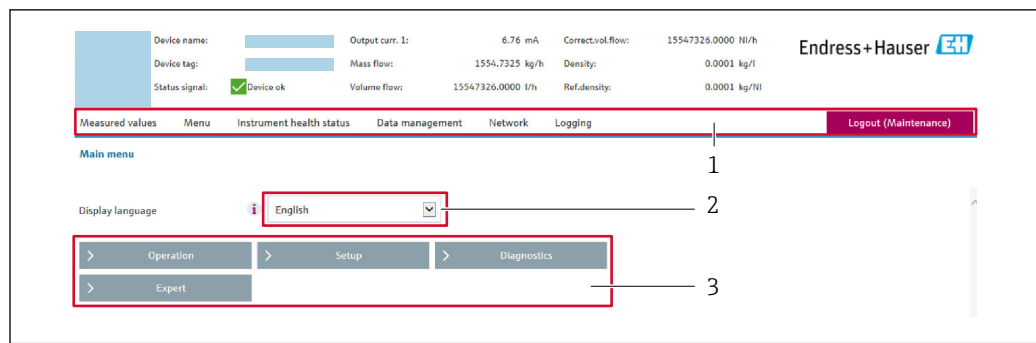 Device name: Output curr. 1: 6.76 mA Correct.vol.flow: 15547326.0000 Nl/h
Endress+Hauser EH
Device tag: Mass flow: 1554.7325 kg/h Density: 0.0001 kg/l
Status signal: Device ok Volume flow: 15547326.0000 l/h Ref.density: 0.0001 kg/Nl
Measured values Menu Instrument health status Data management Network Logging Logout (Maintenance)
1
Main menu
Display language i English 2
> Operation > Setup > Diagnostics
> Expert 3